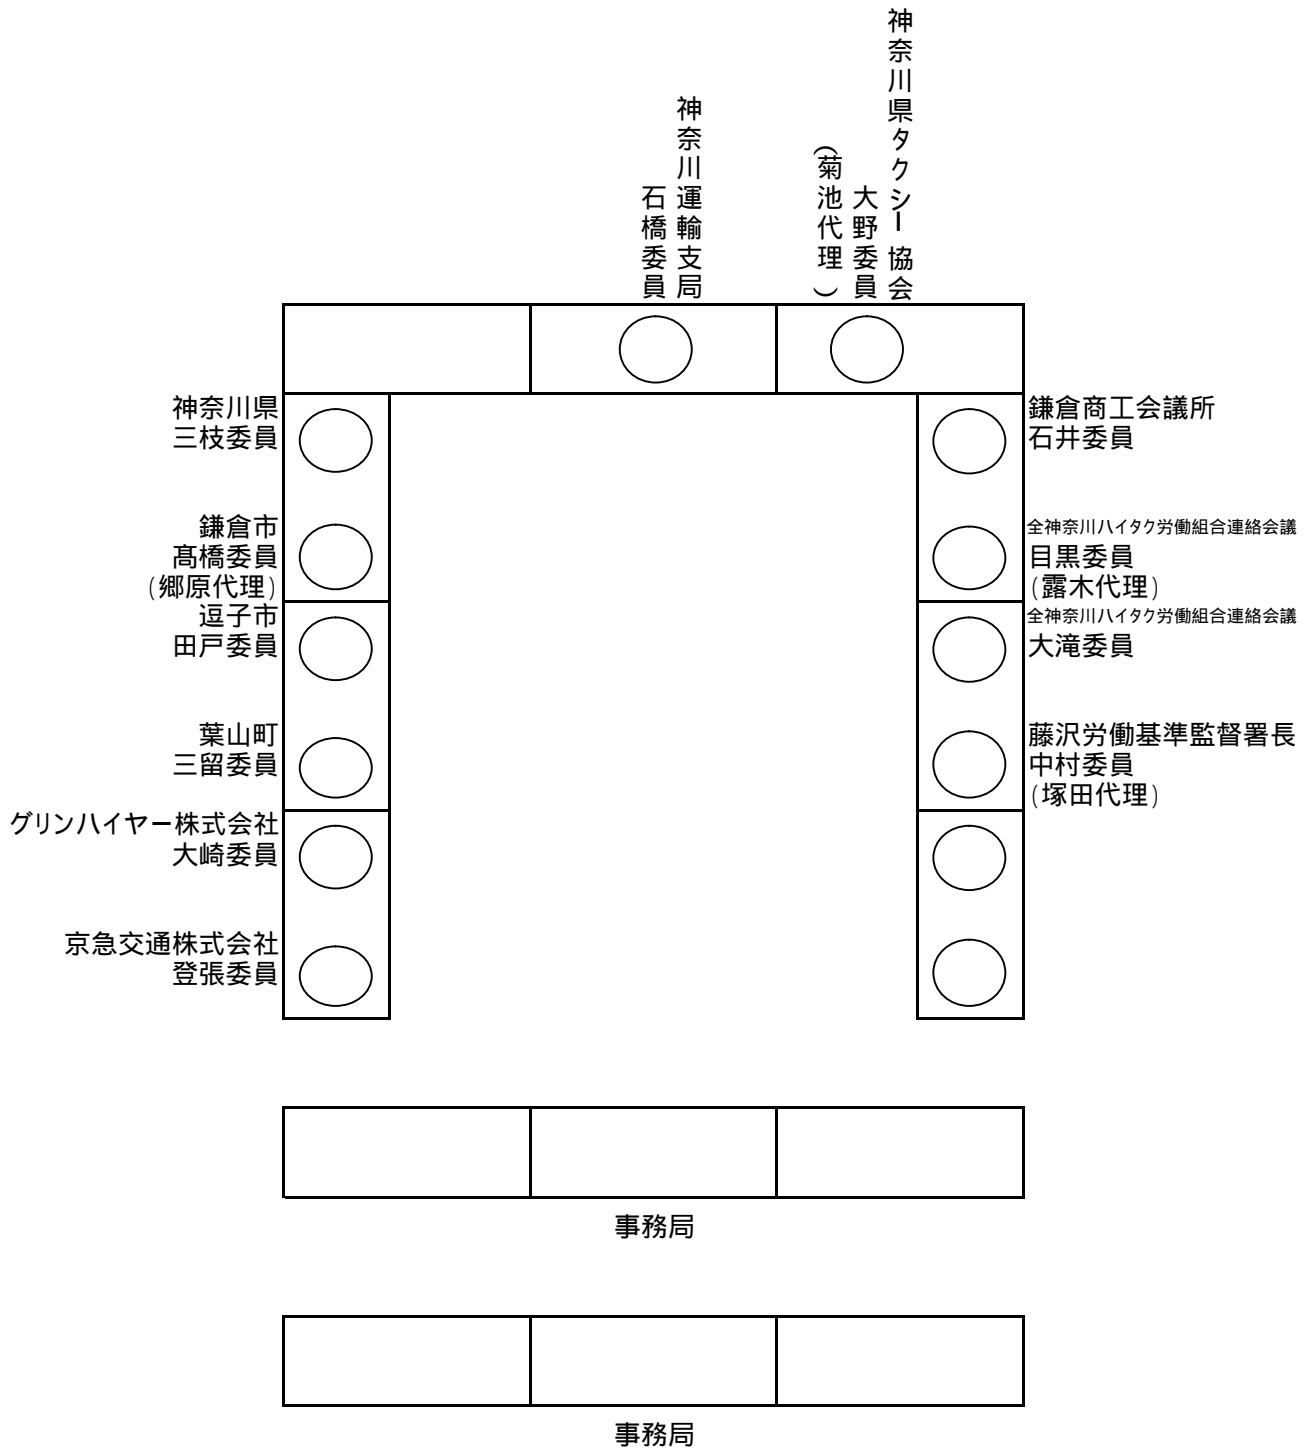 神奈川県タクシー協会
大野委員
(菊池代理)
神奈川運輸支局
石橋委員
神奈川県
三枝委員
鎌倉市
髙橋委員
(郷原代理)
逗子市
田戸委員
葉山町
三留委員
グリンハイヤー株式会社
大崎委員
京急交通株式会社
登張委員
鎌倉商工会議所
石井委員
全神奈川ハイタク労働組合連絡会議
目黒委員
(露木代理)
全神奈川ハイタク労働組合連絡会議
大滝委員
藤沢労働基準監督署長
中村委員
(塚田代理)
事務局
事務局